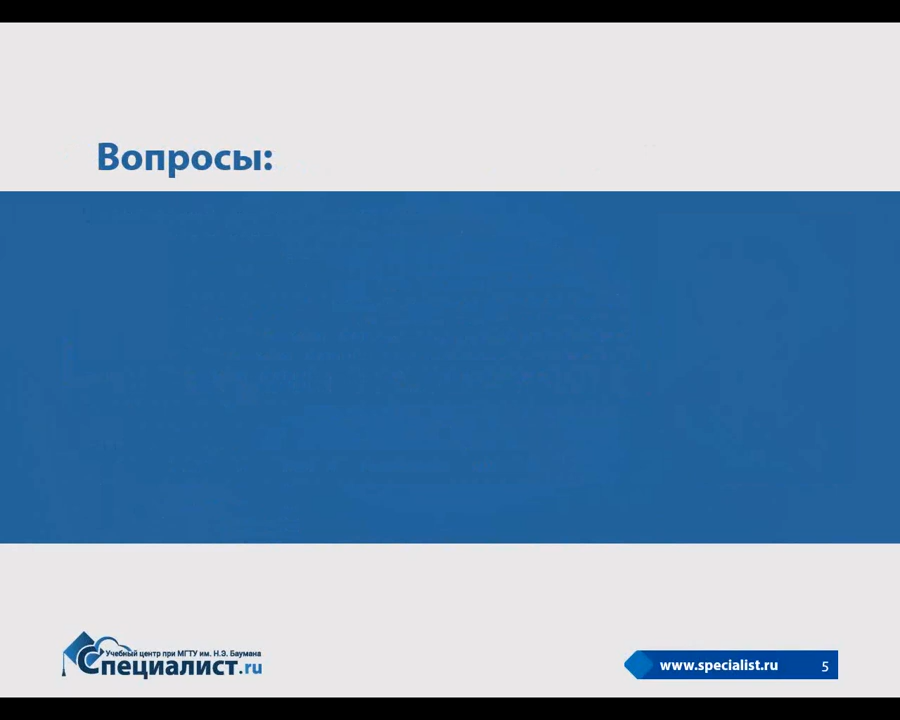 Вопросы:
Учебный центр при МГТУ им. Н.Э. Баумана
Специалист.ru
www.specialist.ru
5